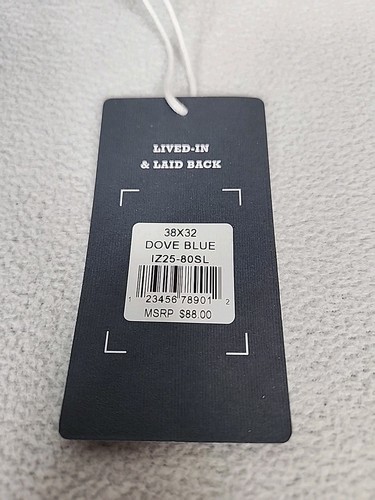 LIVED-IN
& LAID BACK
38X32
DOVE BLUE
IZ25-80SL
1 23456 78901 2
MSRP $88.00